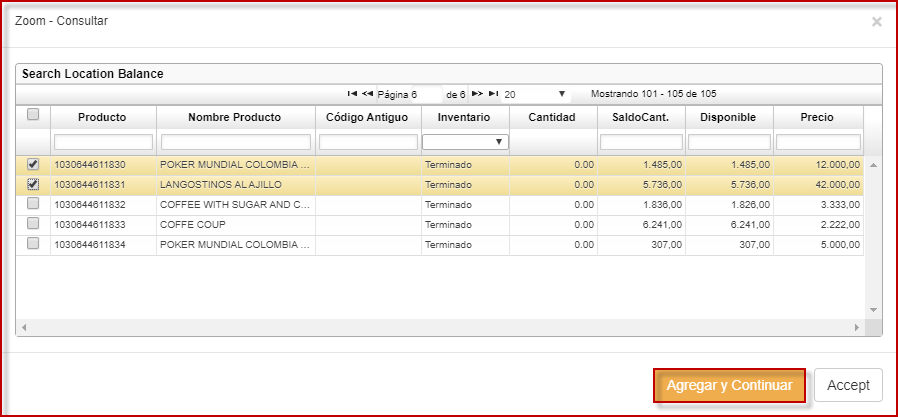 Zoom - Consultar ×
Search Location Balance
Página 6 de 6 20 Mostrando 101 - 105 de 105
Producto Nombre Producto Código Antiguo Inventario Cantidad SaldoCant. Disponible Precio
1030644611830 POKER MUNDIAL COLOMBIA ... Terminado 0.00 1.485,00 1.485,00 12.000,00
1030644611831 LANGOSTINOS AL AJILLO Terminado 0.00 5.736,00 5.736,00 42.000,00
1030644611832 COFFEE WITH SUGAR AND C... Terminado 0.00 1.836,00 1.826,00 3.333,00
1030644611833 COFFE COUP Terminado 0.00 6.241,00 6.241,00 2.222,00
1030644611834 POKER MUNDIAL COLOMBIA ... Terminado 0.00 307,00 307,00 5.000,00
Agregar y Continuar Accept